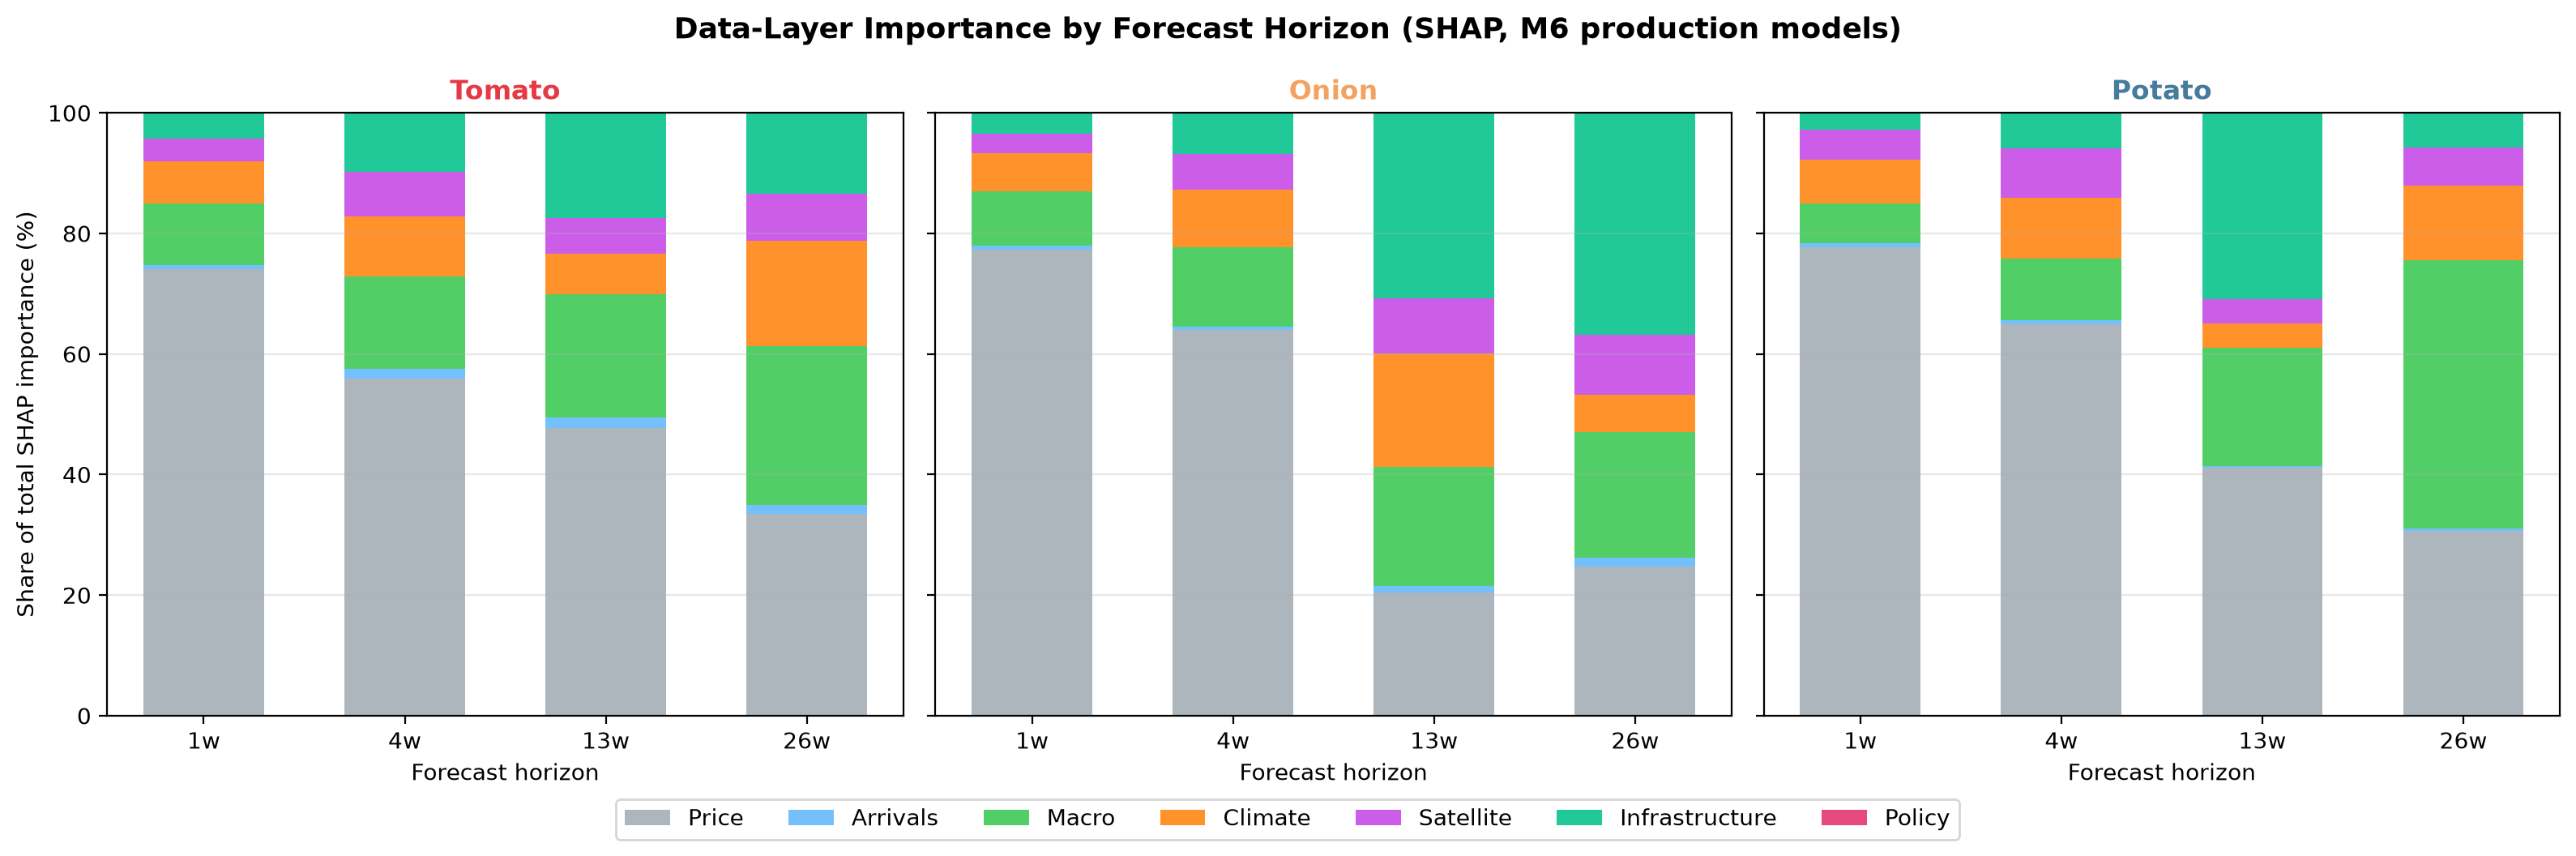 Data-Layer Importance by Forecast Horizon (SHAP, M6 production models)
Tomato
Onion
Potato
Share of total SHAP importance (%)
100
80
60
40
20
0
1w 4w 13w 26w
1w 4w 13w 26w
1w 4w 13w 26w
Forecast horizon
Forecast horizon
Forecast horizon
Price Arrivals Macro Climate Satellite Infrastructure Policy